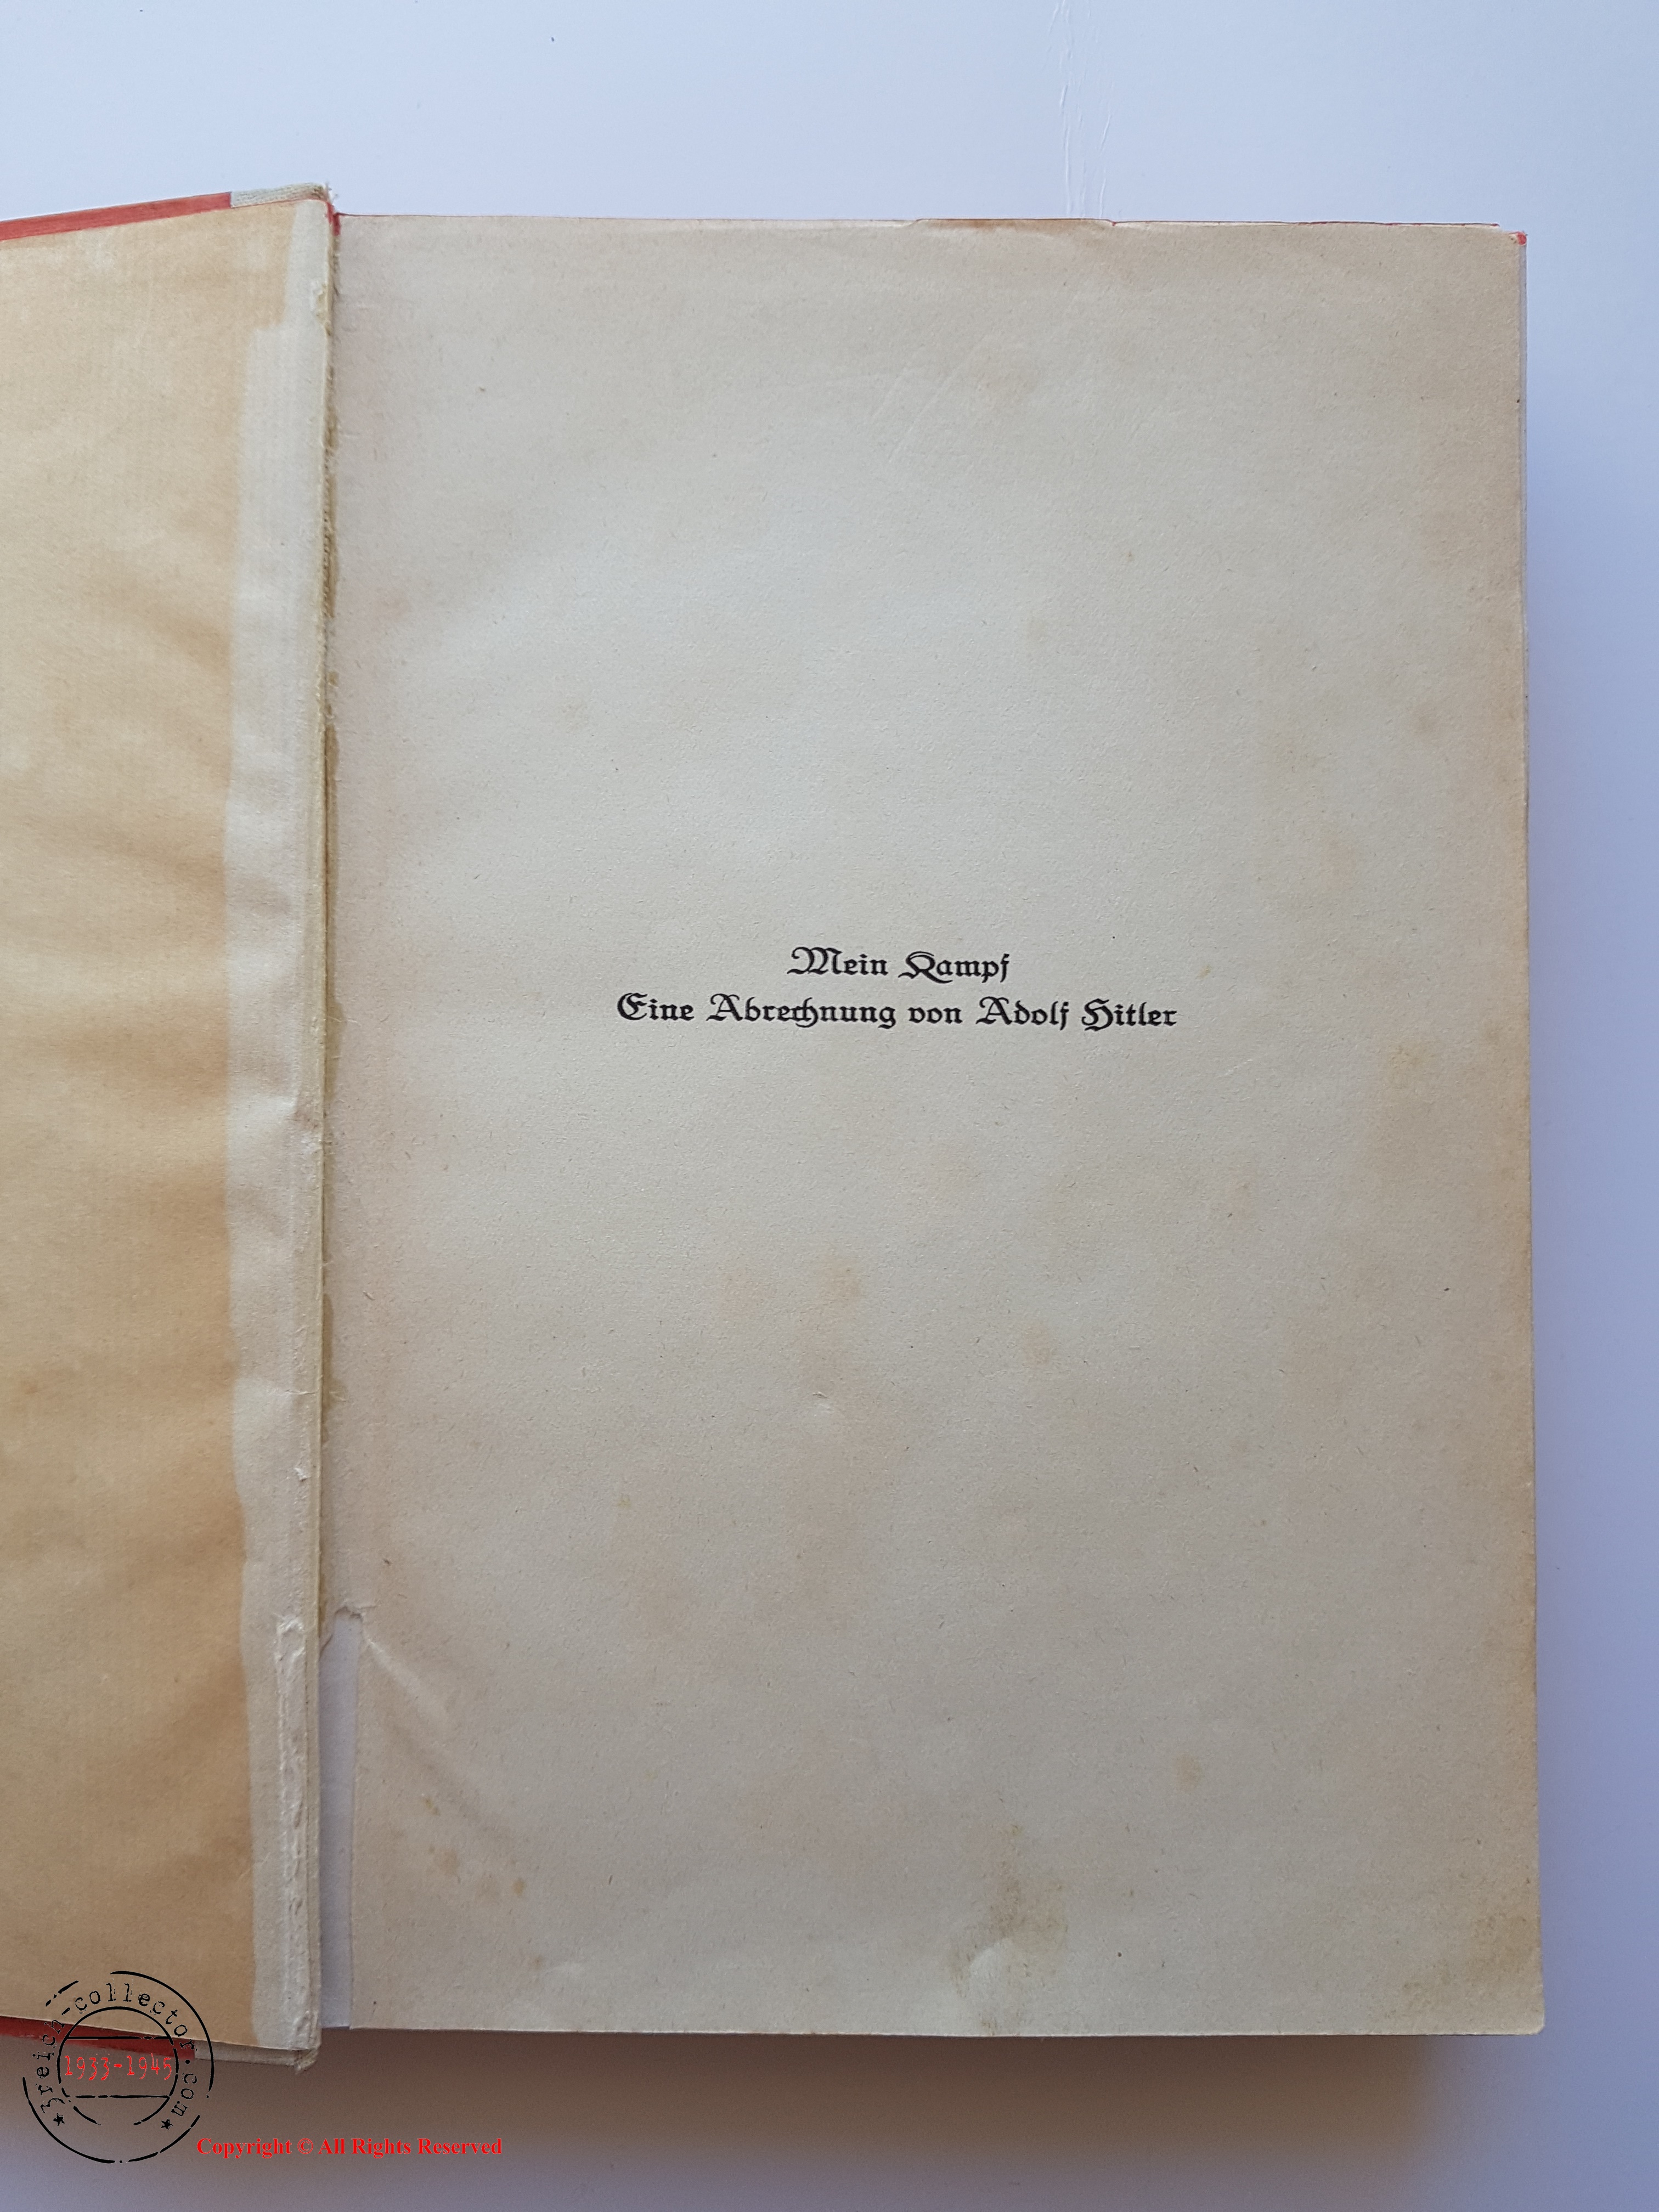 Mein Kampf
Eine Abrechnung von Adolf Hitler
3reich-collector.com
1933-1945
Copyright © All Rights Reserved